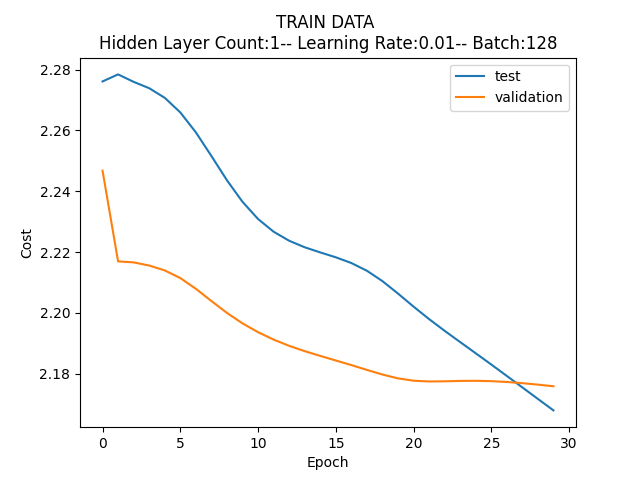 TRAIN DATA
Hidden Layer Count:1-- Learning Rate:0.01-- Batch:128
test
validation
2.28
2.26
2.24
2.22
2.20
2.18
Cost
0 5 10 15 20 25 30
Epoch